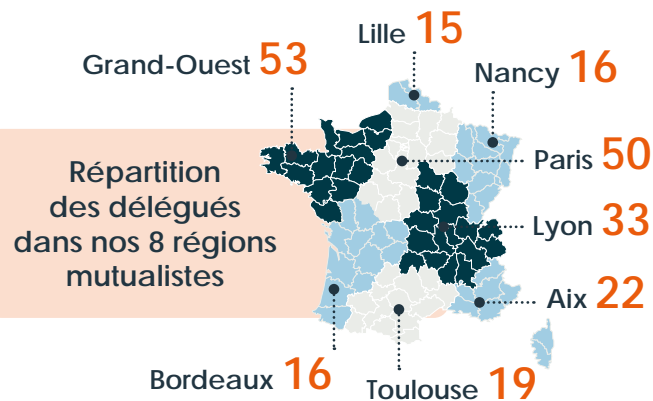 Lille 15
Grand-Ouest 53
Nancy 16
Répartition
des délégués
dans nos 8 régions
mutualistes
Paris 50
Lyon 33
Aix 22
Bordeaux 16
Toulouse 19